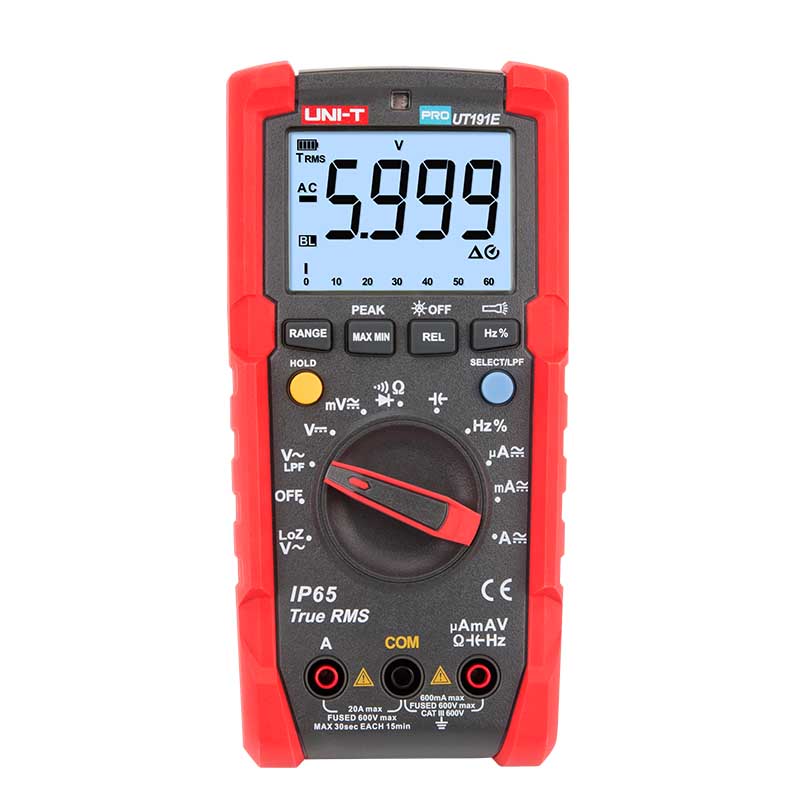 UNI-T PRO UT191E
V
TRMS
AC
5.999
BL
Δ
0 10 20 30 40 50 60
PEAK OFF
RANGE MAX MIN REL Hz%
HOLD SELECT/LPF
mV≂ Ω
V⎓ Hz%
V~ LPF μA≂
OFF mA≂
LoZ V~ A≂
IP65 CE
True RMS
A COM μAmAV
Ω Hz
20A max
FUSED 600V max
MAX 30sec EACH 15min
600mA max
FUSED 600V max
CAT III 600V